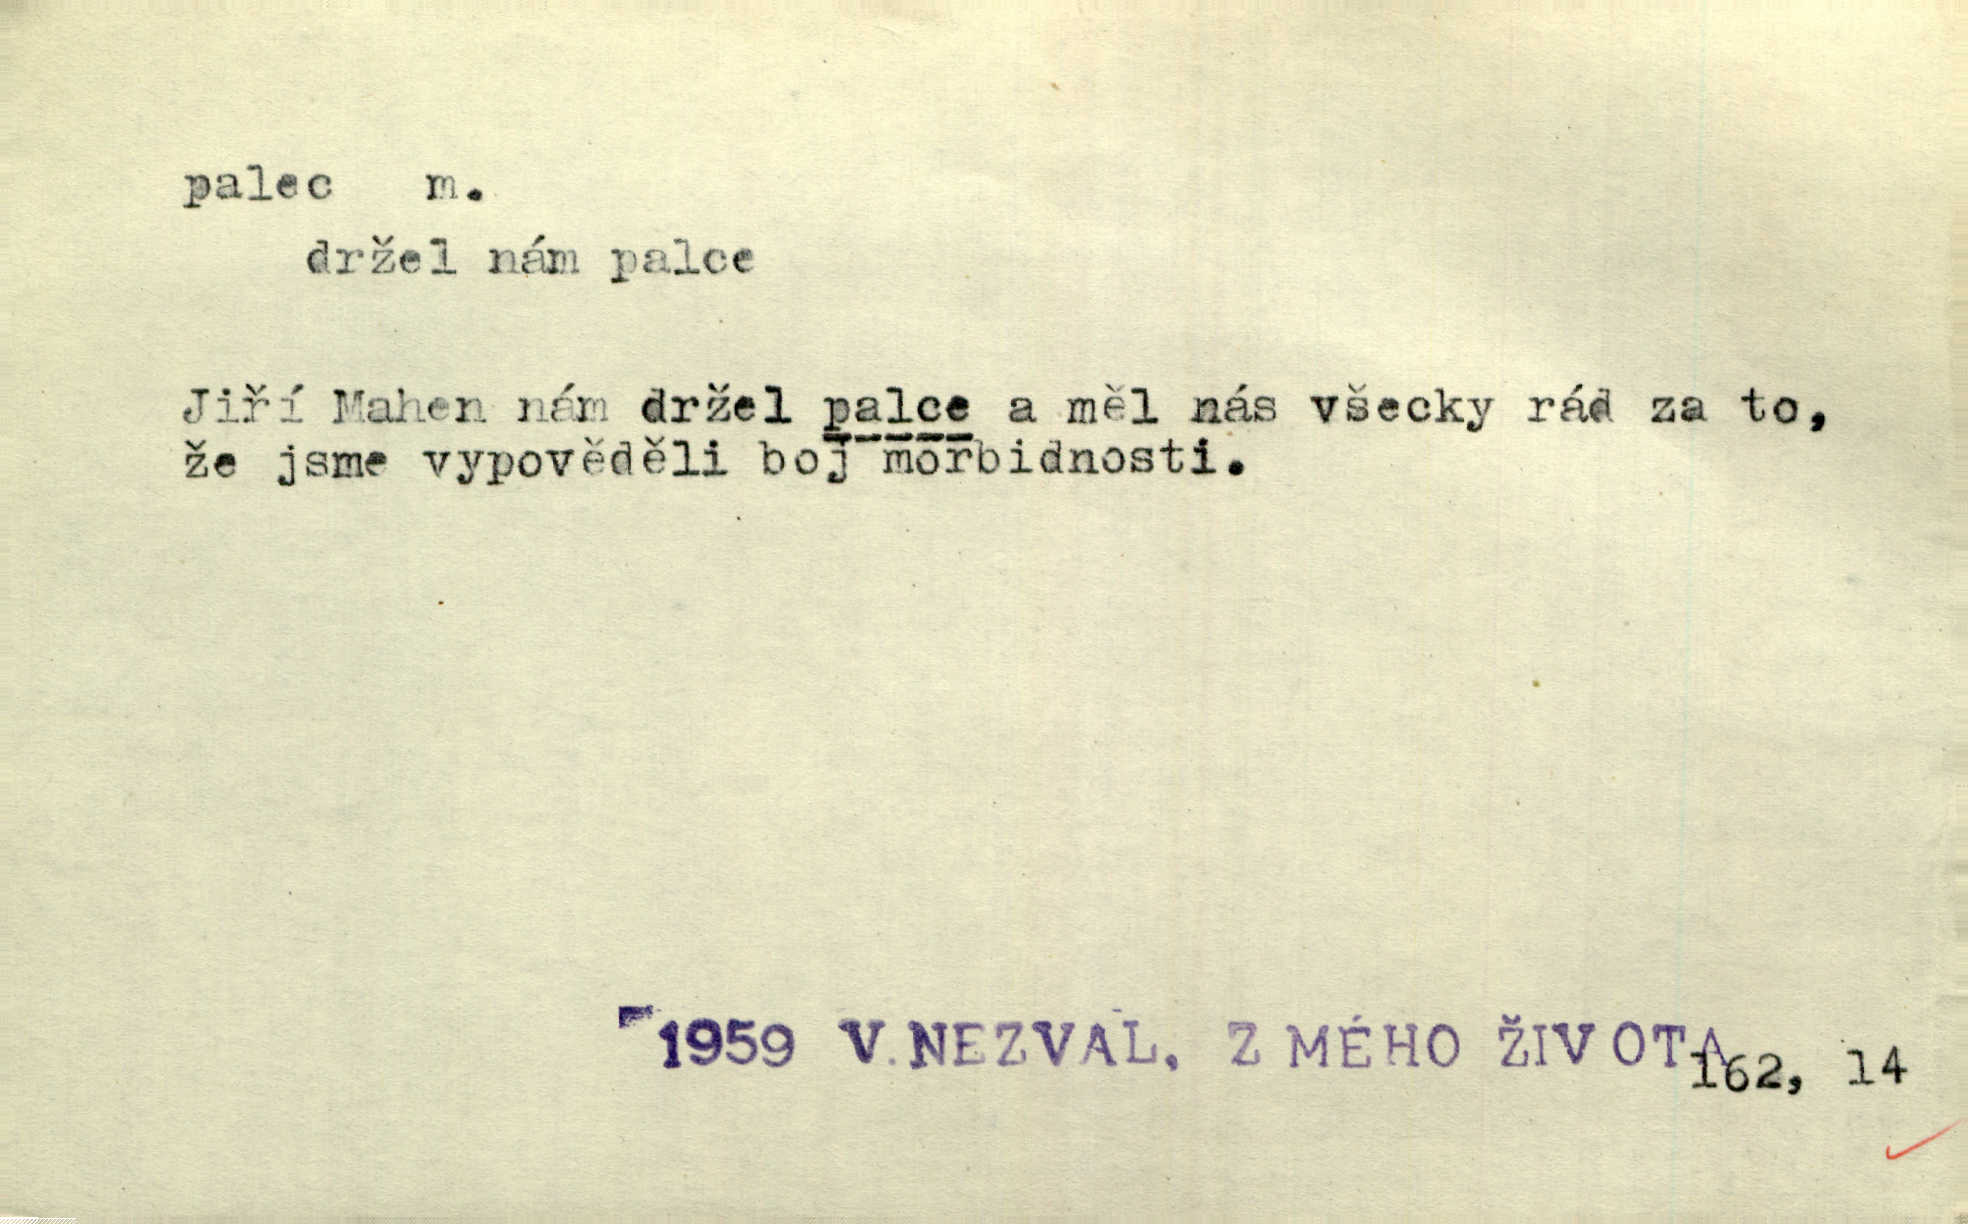 palec m.
držel nám palce
Jiří Mahen nám držel palce a měl nás všecky rád za to,
že jsme vypověděli boj morbidnosti.
1959 V. NEZVAL, Z MÉHO ŽIVOTA 162, 14